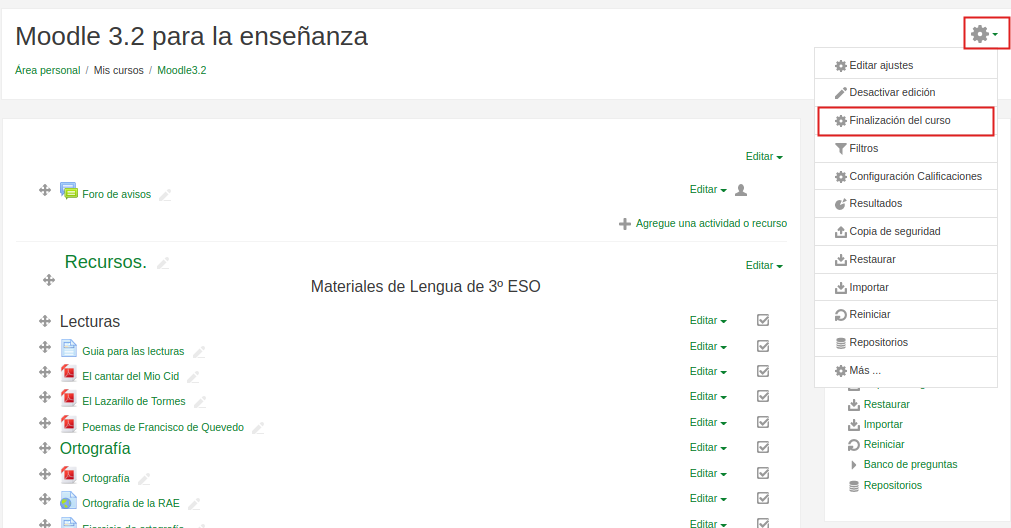 Moodle 3.2 para la enseñanza
Área personal / Mis cursos / Moodle3.2
Editar ajustes
Desactivar edición
Finalización del curso
Filtros
Configuración Calificaciones
Resultados
Copia de seguridad
Restaurar
Importar
Reiniciar
Repositorios
Más ...
Editar
Foro de avisos Editar
Agregue una actividad o recurso
Recursos. Editar
Materiales de Lengua de 3º ESO
Lecturas Editar
Guia para las lecturas Editar
El cantar del Mio Cid Editar
El Lazarillo de Tormes Editar
Poemas de Francisco de Quevedo Editar
Ortografía Editar
Ortografía Editar
Ortografía de la RAE Editar
Ejercicio de ortografía Editar
Restaurar
Importar
Reiniciar
Banco de preguntas
Repositorios